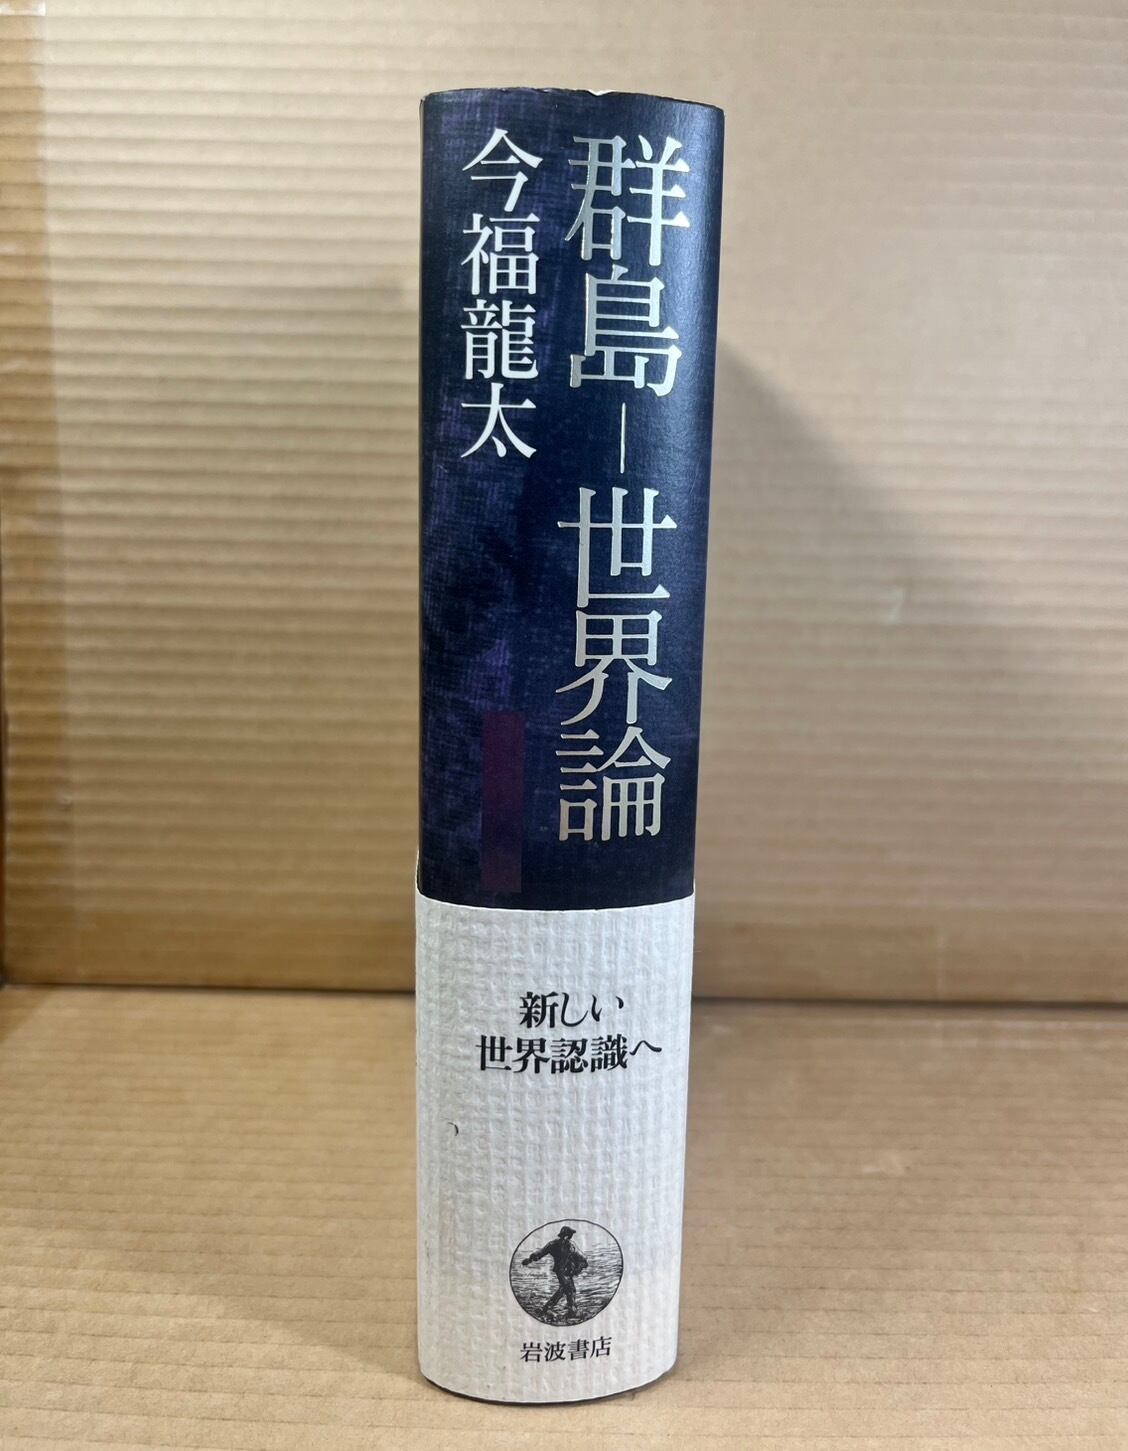 群島―世界論
今福龍太
新しい
世界認識へ
岩波書店